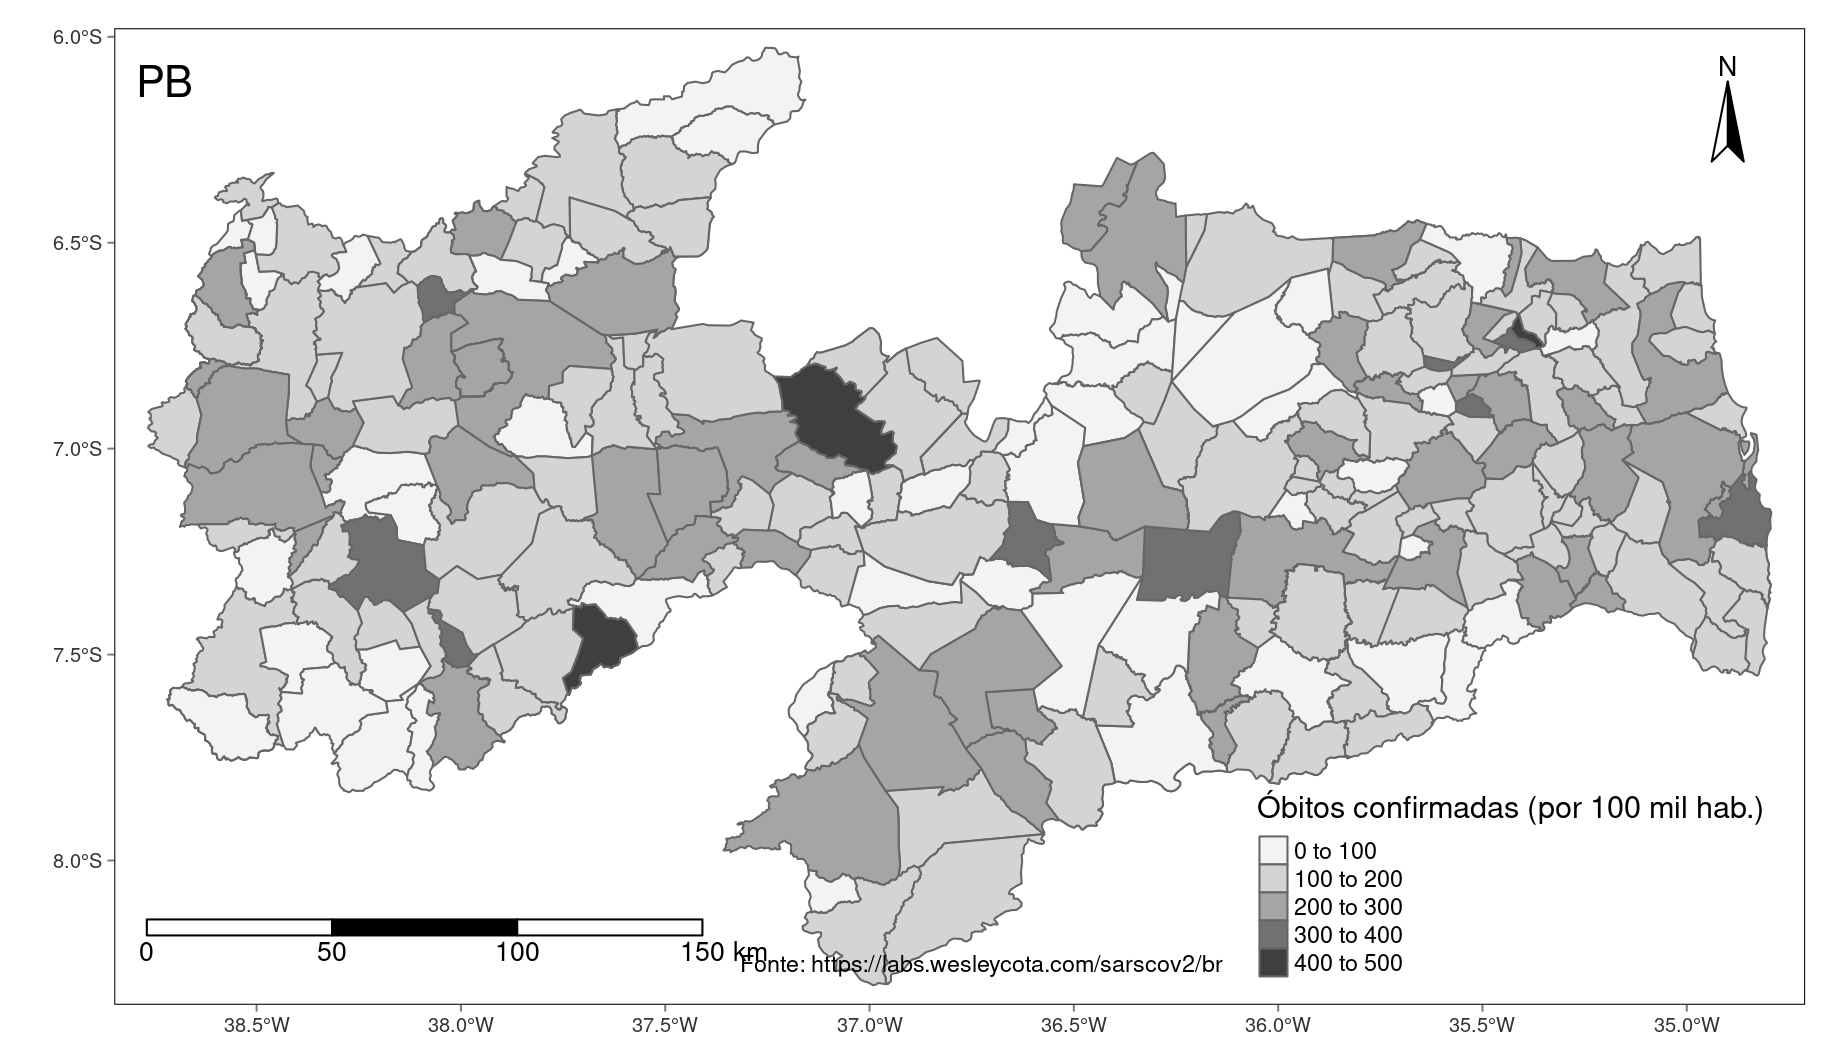 6.0°S
PB
N
6.5°S
7.0°S
7.5°S
8.0°S
Óbitos confirmadas (por 100 mil hab.)
0 to 100
100 to 200
200 to 300
300 to 400
400 to 500
0 50 100 150 km
Fonte: https://labs.wesleycota.com/sarscov2/br
38.5°W 38.0°W 37.5°W 37.0°W 36.5°W 36.0°W 35.5°W 35.0°W